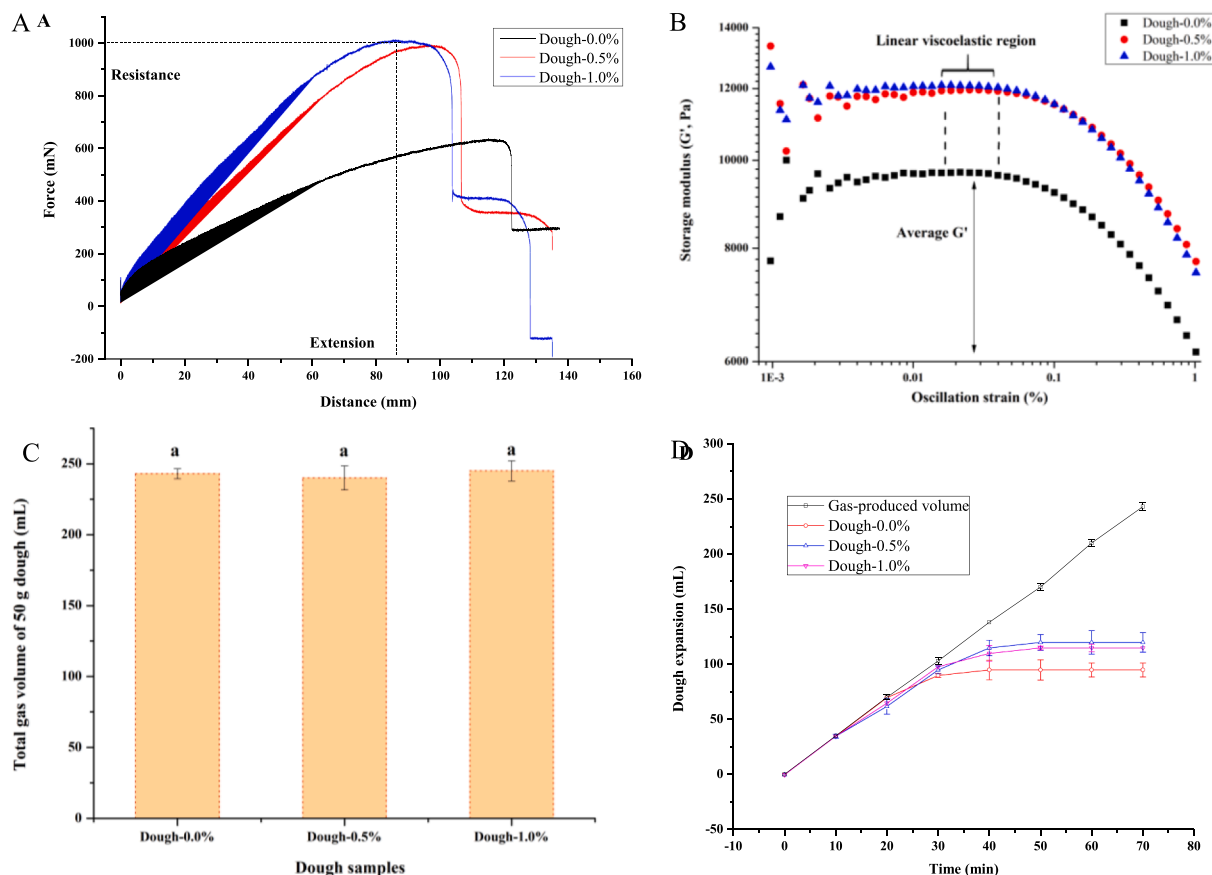 A
A
1000
800
600
400
200
0
-200
Force (mN)
Resistance
Extension
Dough-0.0%
Dough-0.5%
Dough-1.0%
0
20
40
60
80
100
120
140
160
Distance (mm)
B
14000
12000
10000
8000
6000
Storage modulus (G', Pa)
Dough-0.0%
Dough-0.5%
Dough-1.0%
Linear viscoelastic region
Average G'
1E-3
0.01
0.1
1
Oscillation strain (%)
C
250
200
150
100
50
0
Total gas volume of 50 g dough (mL)
a
a
a
Dough-0.0%
Dough-0.5%
Dough-1.0%
Dough samples
D
D
300
250
200
150
100
50
0
-50
Dough expansion (mL)
Gas-produced volume
Dough-0.0%
Dough-0.5%
Dough-1.0%
-10
0
10
20
30
40
50
60
70
80
Time (min)